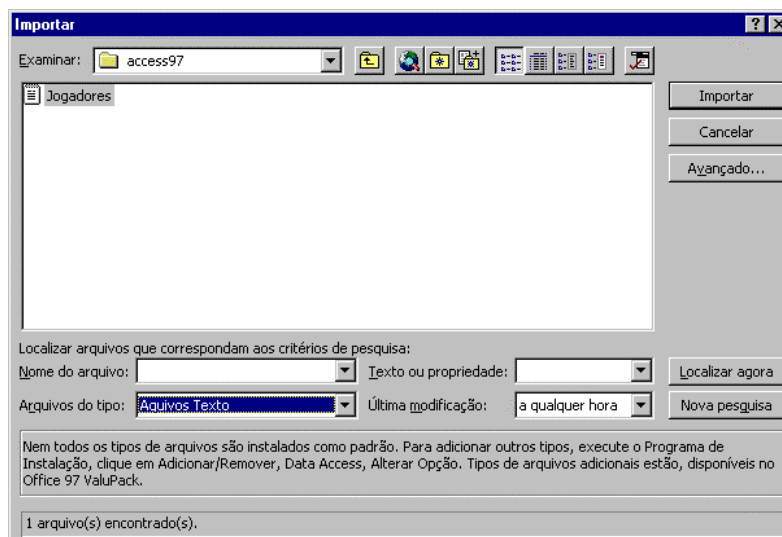 Importar
Examinar: access97
Jogadores
Importar
Cancelar
Avançado...
Localizar arquivos que correspondam aos critérios de pesquisa:
Nome do arquivo: Texto ou propriedade: Localizar agora
Arquivos do tipo: Aquivos Texto Última modificação: a qualquer hora Nova pesquisa
Nem todos os tipos de arquivos são instalados como padrão. Para adicionar outros tipos, execute o Programa de
Instalação, clique em Adicionar/Remover, Data Access, Alterar Opção. Tipos de arquivos adicionais estão, disponíveis no
Office 97 ValuPack.
1 arquivo(s) encontrado(s).